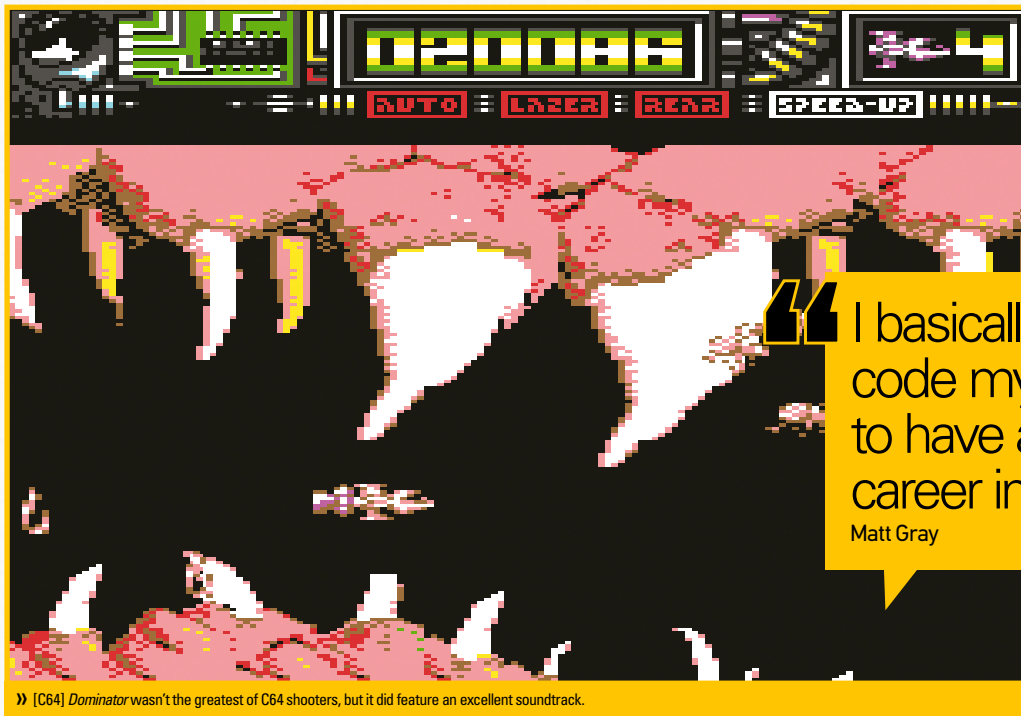 020086
4
AUTO LAZER REAR SPEED-UP
“
I basicall
code my
to have a
career in
Matt Gray
» [C64] Dominator wasn't the greatest of C64 shooters, but it did feature an excellent soundtrack.